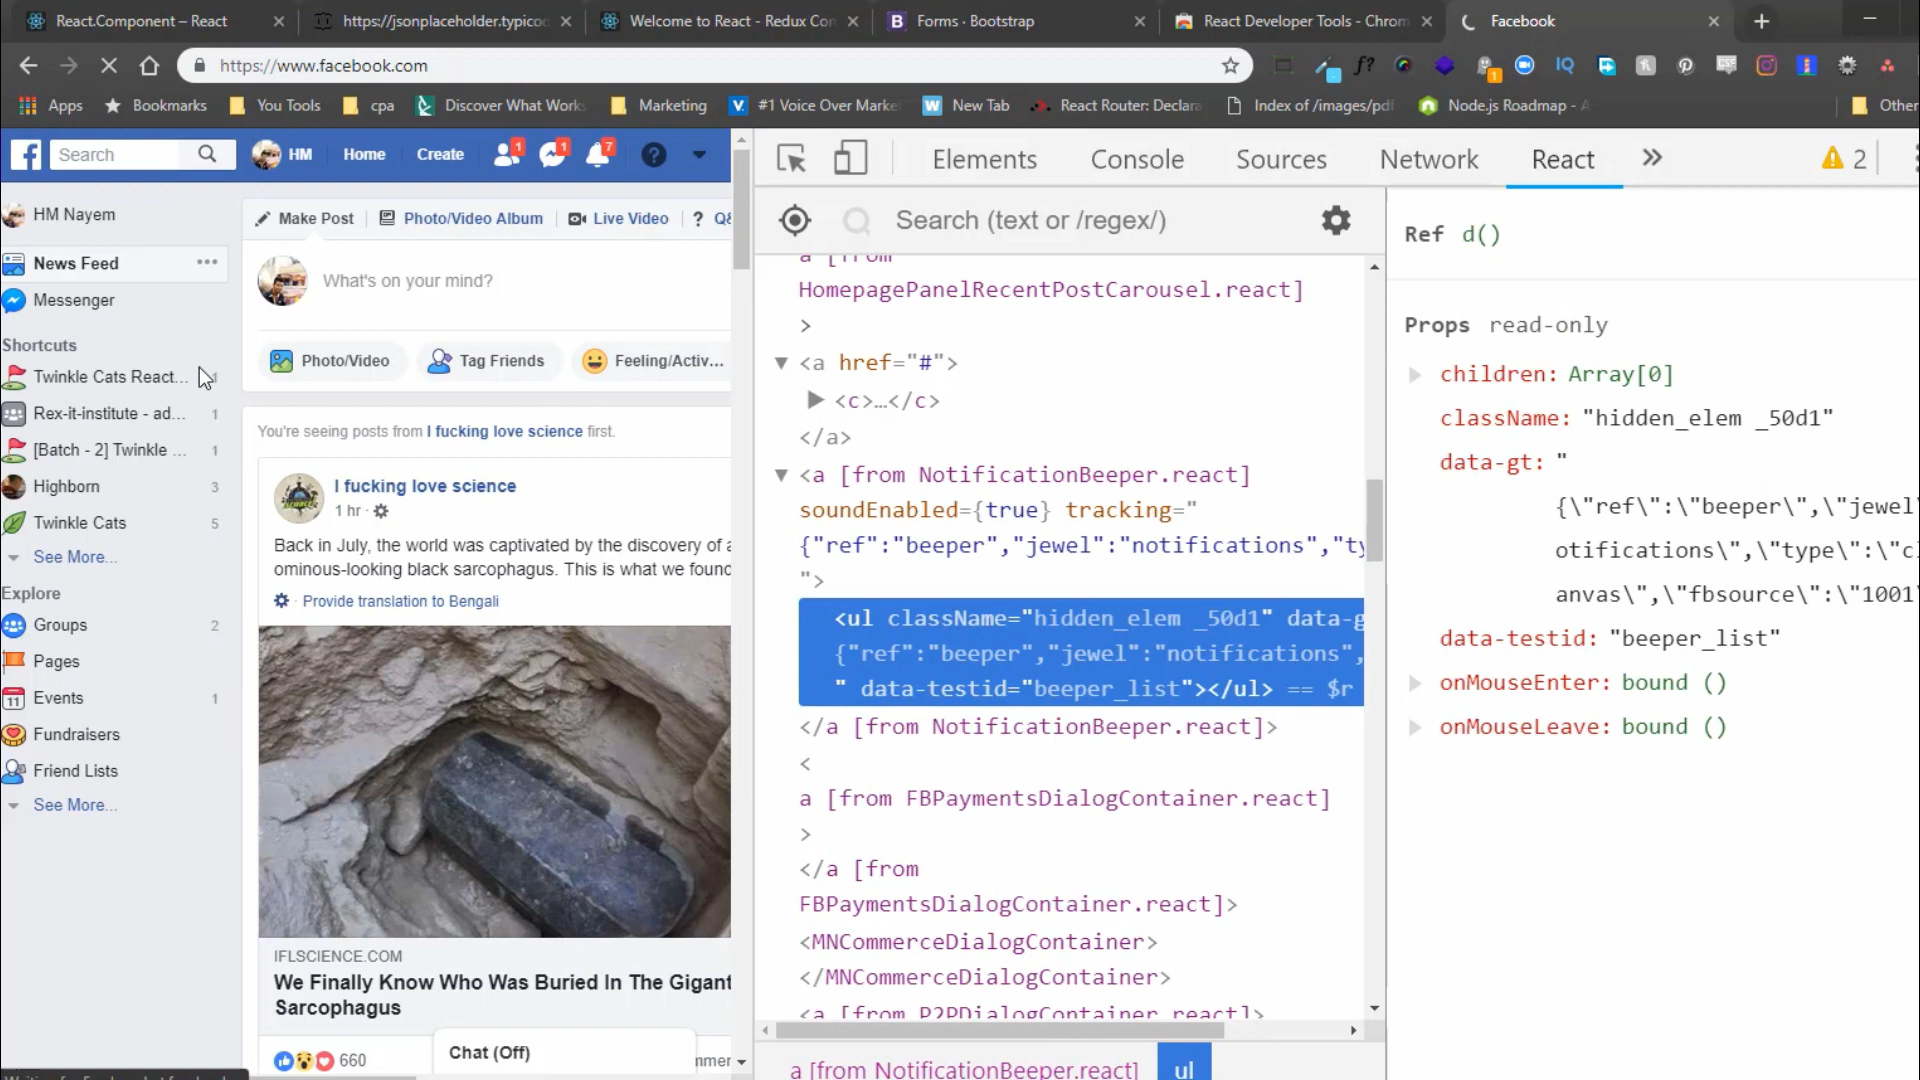 React.Component – React
https://jsonplaceholder.typico
Welcome to React - Redux Con
Forms · Bootstrap
React Developer Tools - Chrom
Facebook
https://www.facebook.com
f?
IQ
1
Apps
Bookmarks
You Tools
cpa
Discover What Works
Marketing
#1 Voice Over Marke
New Tab
React Router: Declara
Index of /images/pdf
Node.js Roadmap - A
Other
Search
HM
Home
Create
1
1
7
HM Nayem
News Feed
Messenger
Shortcuts
Twinkle Cats React... 1
Rex-it-institute - ad... 1
[Batch - 2] Twinkle ... 1
Highborn 3
Twinkle Cats 5
See More...
Explore
Groups 2
Pages
Events 1
Fundraisers
Friend Lists
See More...
Make Post
Photo/Video Album
Live Video
? Q&
What's on your mind?
Photo/Video
Tag Friends
Feeling/Activ...
You're seeing posts from I fucking love science first.
I fucking love science
1 hr ·
Back in July, the world was captivated by the discovery of a
ominous-looking black sarcophagus. This is what we found
· Provide translation to Bengali
IFLSCIENCE.COM
We Finally Know Who Was Buried In The Gigant
Sarcophagus
660
Chat (Off)
Elements
Console
Sources
Network
React
»
2
Search (text or /regex/)
a [from
HomepagePanelRecentPostCarousel.react]
>
<a href="#">
<c>…</c>
</a>
<a [from NotificationBeeper.react]
soundEnabled={true} tracking="
{"ref":"beeper","jewel":"notifications","ty
">
<ul className="hidden_elem _50d1" data-g
{"ref":"beeper","jewel":"notifications",
" data-testid="beeper_list"></ul> == $r
</a [from NotificationBeeper.react]>
<
a [from FBPaymentsDialogContainer.react]
>
</a [from
FBPaymentsDialogContainer.react]>
<MNCommerceDialogContainer>
</MNCommerceDialogContainer>
<a [from P2PDialogContainer.react]>
a [from NotificationBeeper.react]
ul
Ref d()
Props read-only
children: Array[0]
className: "hidden_elem _50d1"
data-gt: "
{\"ref\":\"beeper\",\"jewel\
otifications\",\"type\":\"c
anvas\",\"fbsource\":\"1001\
data-testid: "beeper_list"
onMouseEnter: bound ()
onMouseLeave: bound ()